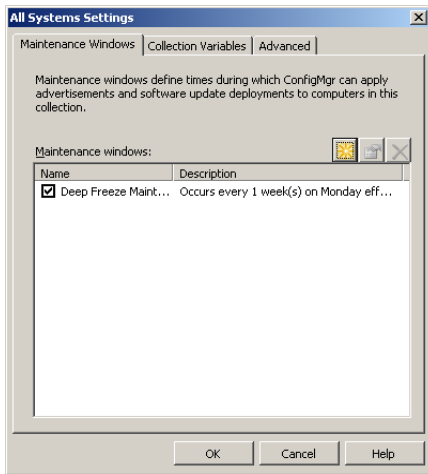 All Systems Settings
Maintenance Windows
Collection Variables
Advanced
Maintenance windows define times during which ConfigMgr can apply
advertisements and software update deployments to computers in this
collection.
Maintenance windows:
Name
Description
Deep Freeze Maint...
Occurs every 1 week(s) on Monday eff...
OK
Cancel
Help